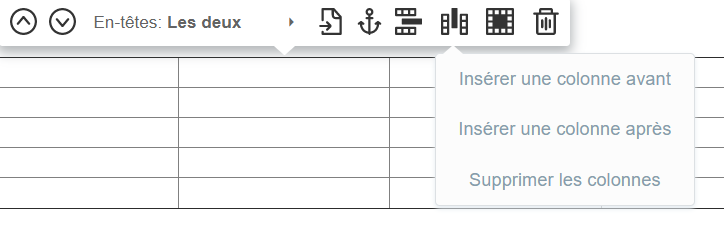 En-têtes: Les deux
Insérer une colonne avant
Insérer une colonne après
Supprimer les colonnes